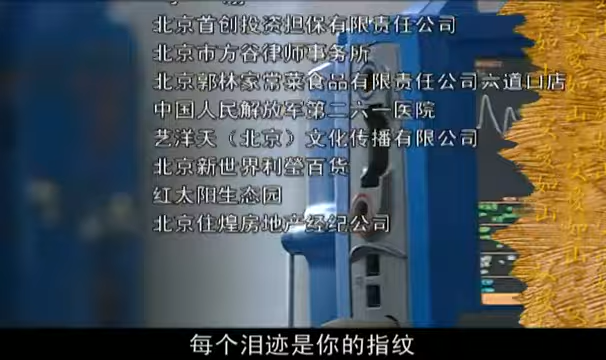 北京首创投资担保有限责任公司
北京市方谷律师事务所
北京郭林家常菜食品有限责任公司六道口店
中国人民解放军第二六一医院
艺洋天（北京）文化传播有限公司
北京新世界利莹百货
红太阳生态园
北京住煌房地产经纪公司
每个泪迹是你的指纹